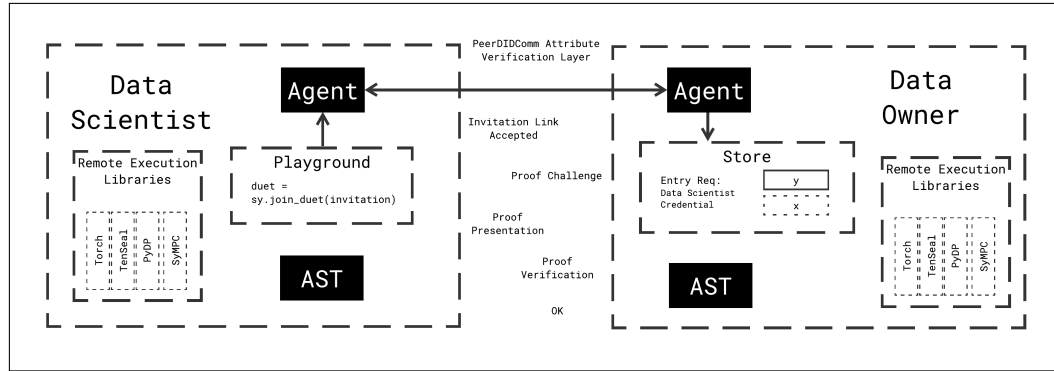 Data
Scientist
Agent
Remote Execution
Libraries
Torch
TenSeal
PyDP
SyMPC
Playground
duet =
sy.join_duet(invitation)
AST
PeerDIDComm Attribute
Verification Layer
Invitation Link
Accepted
Proof Challenge
Proof
Presentation
Proof
Verification
OK
Agent
Data
Owner
Store
Entry Req:
Data Scientist
Credential
y
x
AST
Remote Execution
Libraries
Torch
TenSeal
PyDP
SyMPC